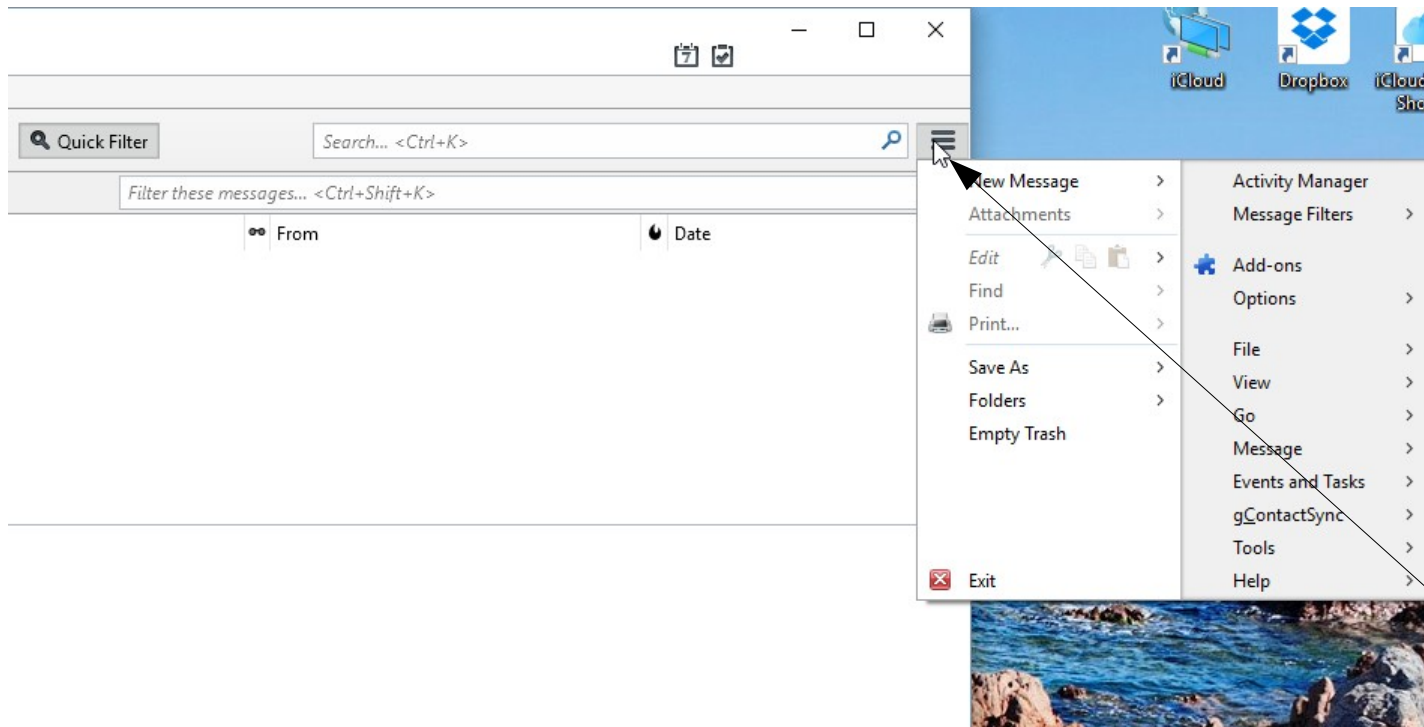 7
iCloud
Dropbox
Quick Filter
Search... <Ctrl+K>
Filter these messages... <Ctrl+Shift+K>
From
Date
New Message
Attachments
Edit
Find
Print...
Save As
Folders
Empty Trash
Exit
Activity Manager
Message Filters
Add-ons
Options
File
View
Go
Message
Events and Tasks
gContactSync
Tools
Help